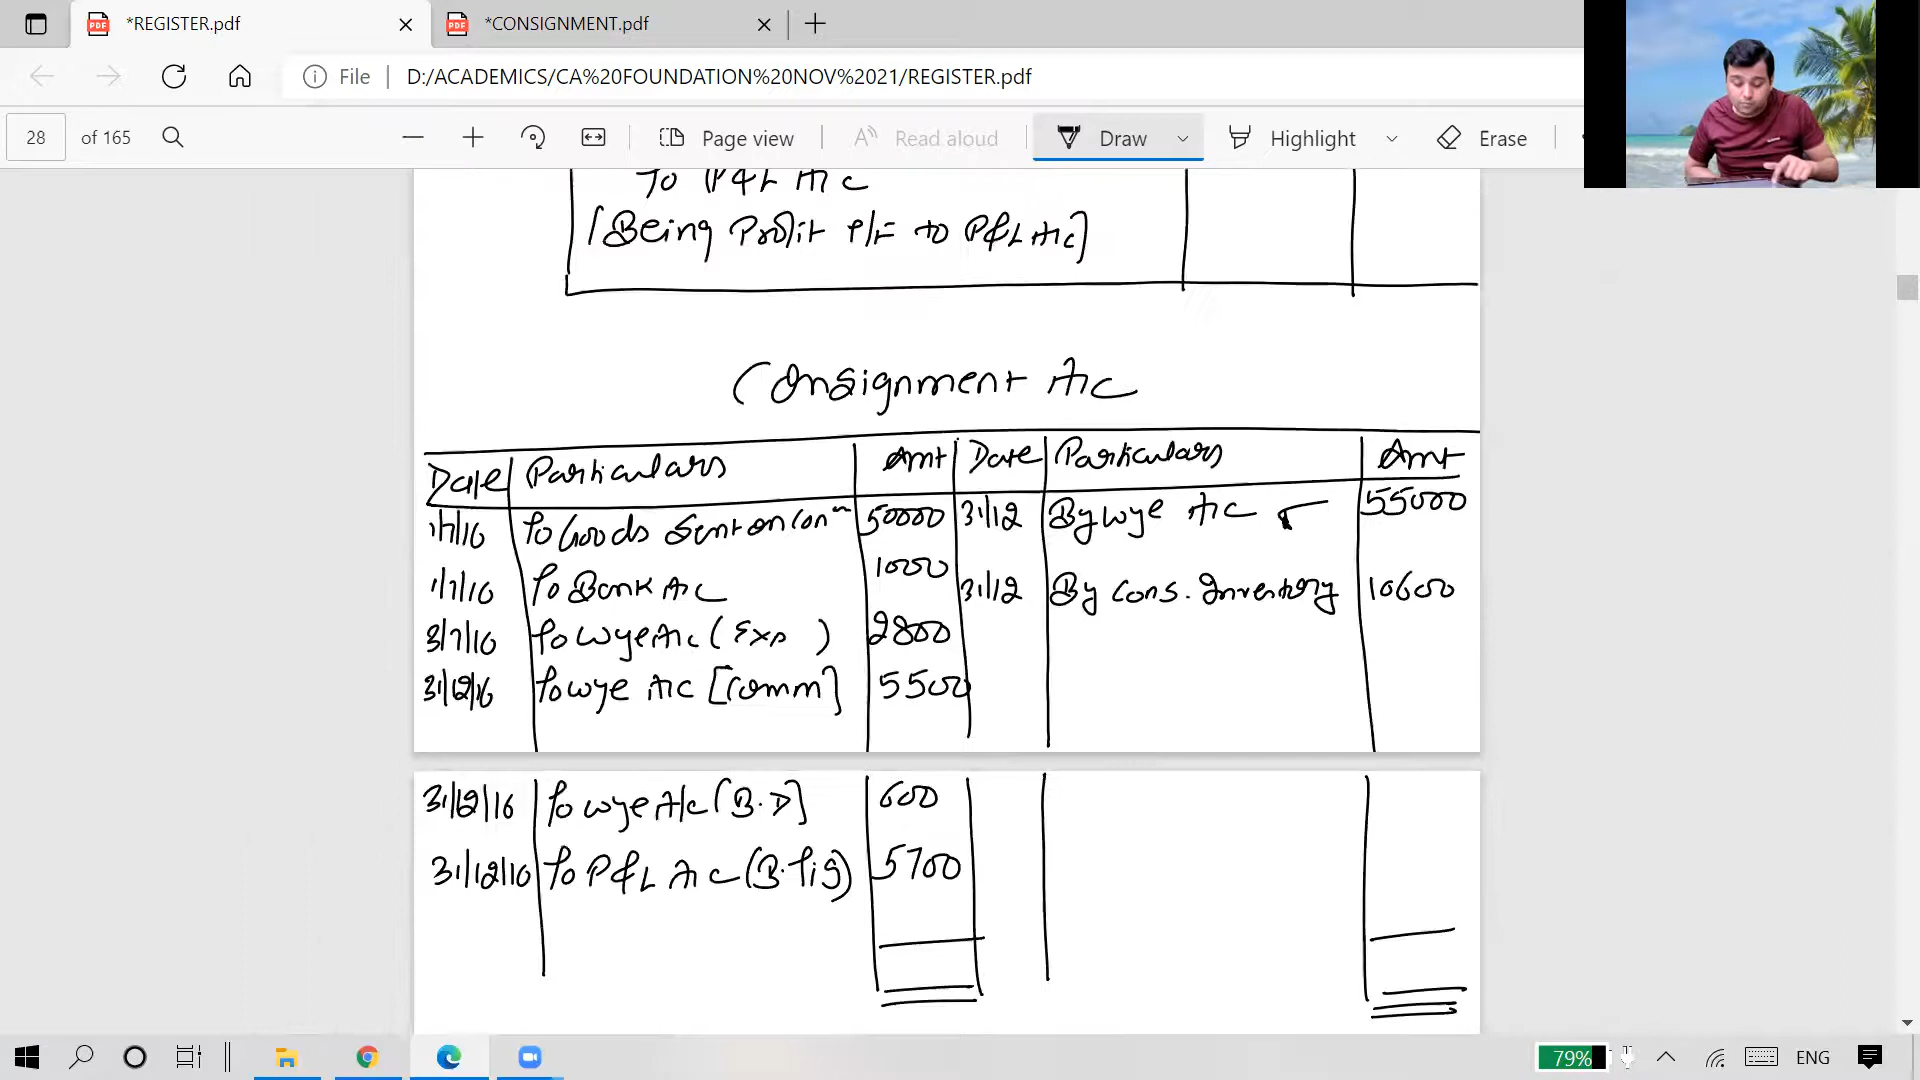 *REGISTER.pdf
*CONSIGNMENT.pdf
File D:/ACADEMICS/CA%20FOUNDATION%20NOV%2021/REGISTER.pdf
28 of 165 Page view Read aloud Draw Highlight Erase
To P&L A/c
[Being Profit t/f to P&L A/c]
Consignment A/c
Date Particulars Amt Date Particulars Amt
1/7/16 To Goods Sent on Conn 50000 31/12 By Wye A/c 55000
1/7/16 To Bank A/c 1000 31/12 By Cons. Inventory 10600
3/7/16 To Wye A/c (Exp) 2800
31/12/16 To Wye A/c [Comm] 5500
31/12/16 To Wye A/c (B.D] 600
31/12/16 To P&L A/c (B.fig) 5700
79% ENG